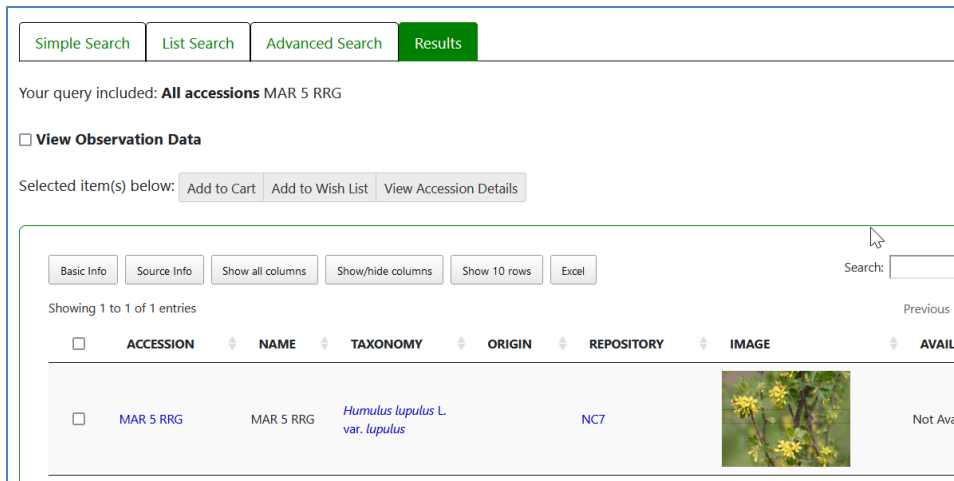 Simple Search List Search Advanced Search Results
Your query included: All accessions MAR 5 RRG
View Observation Data
Selected item(s) below: Add to Cart Add to Wish List View Accession Details
Basic Info Source Info Show all columns Show/hide columns Show 10 rows Excel Search:
Showing 1 to 1 of 1 entries Previous
ACCESSION NAME TAXONOMY ORIGIN REPOSITORY IMAGE AVAIL
MAR 5 RRG MAR 5 RRG Humulus lupulus L. NC7 Not Ava
var. lupulus